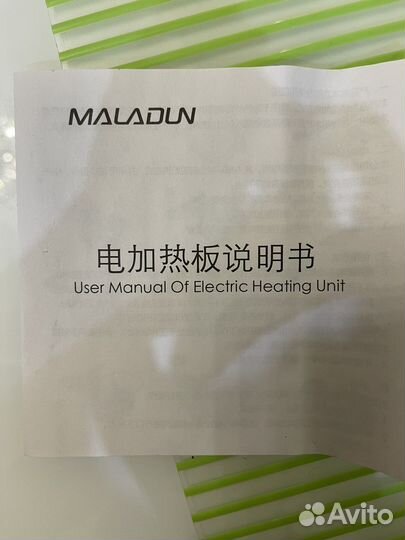 MALADUN
电加热板说明书
User Manual Of Electric Heating Unit
Avito